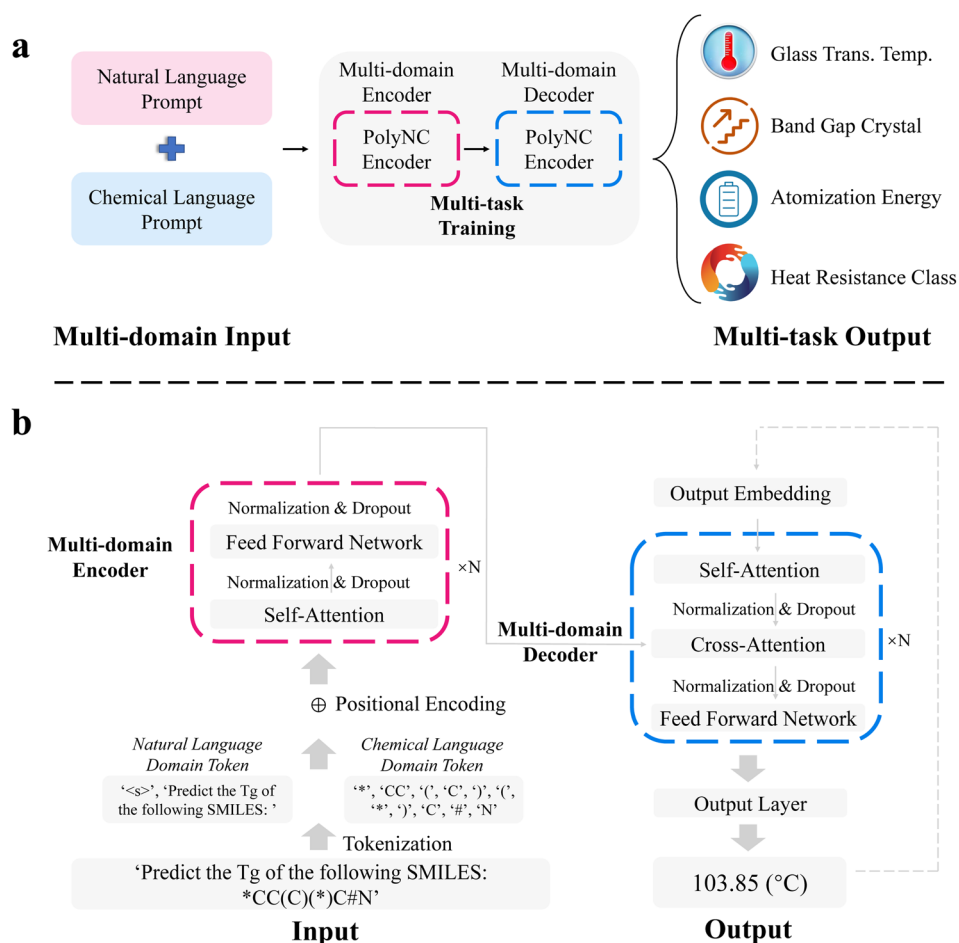 a
Natural Language
Prompt
Chemical Language
Prompt
Multi-domain
Encoder
PolyNC
Encoder
Multi-domain
Decoder
PolyNC
Encoder
Multi-task
Training
Glass Trans. Temp.
Band Gap Crystal
Atomization Energy
Heat Resistance Class
Multi-domain Input
Multi-task Output
b
Multi-domain
Encoder
Normalization & Dropout
Feed Forward Network
Normalization & Dropout
Self-Attention
×N
⊕ Positional Encoding
Natural Language
Domain Token
‘<s>’, ‘Predict the Tg of
the following SMILES: ’
Chemical Language
Domain Token
‘*’, ‘CC’, ‘(’, ‘C’, ‘)’, ‘(’,
‘*’, ‘)’, ‘C’, ‘#’, ‘N’
Tokenization
‘Predict the Tg of the following SMILES:
*CC(C)(*)C#N’
Input
Output Embedding
Multi-domain
Decoder
Self-Attention
Normalization & Dropout
Cross-Attention
Normalization & Dropout
Feed Forward Network
×N
Output Layer
103.85 (°C)
Output